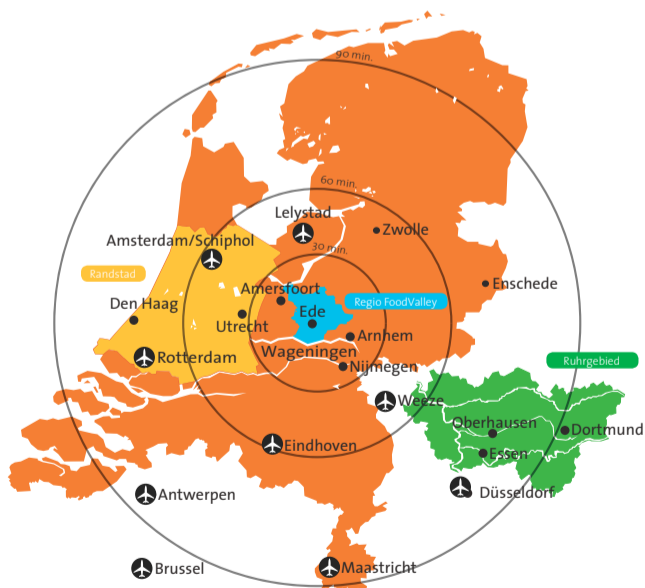 90 min.
60 min.
Lelystad
Zwolle
Amsterdam/Schiphol
30 min.
Randstad
Enschede
Amersfoort
Regio FoodValley
Den Haag
Ede
Utrecht
Arnhem
Wageningen
Rotterdam
Nijmegen
Ruhrgebied
Weeze
Oberhausen
Dortmund
Eindhoven
Essen
Antwerpen
Düsseldorf
Brussel
Maastricht